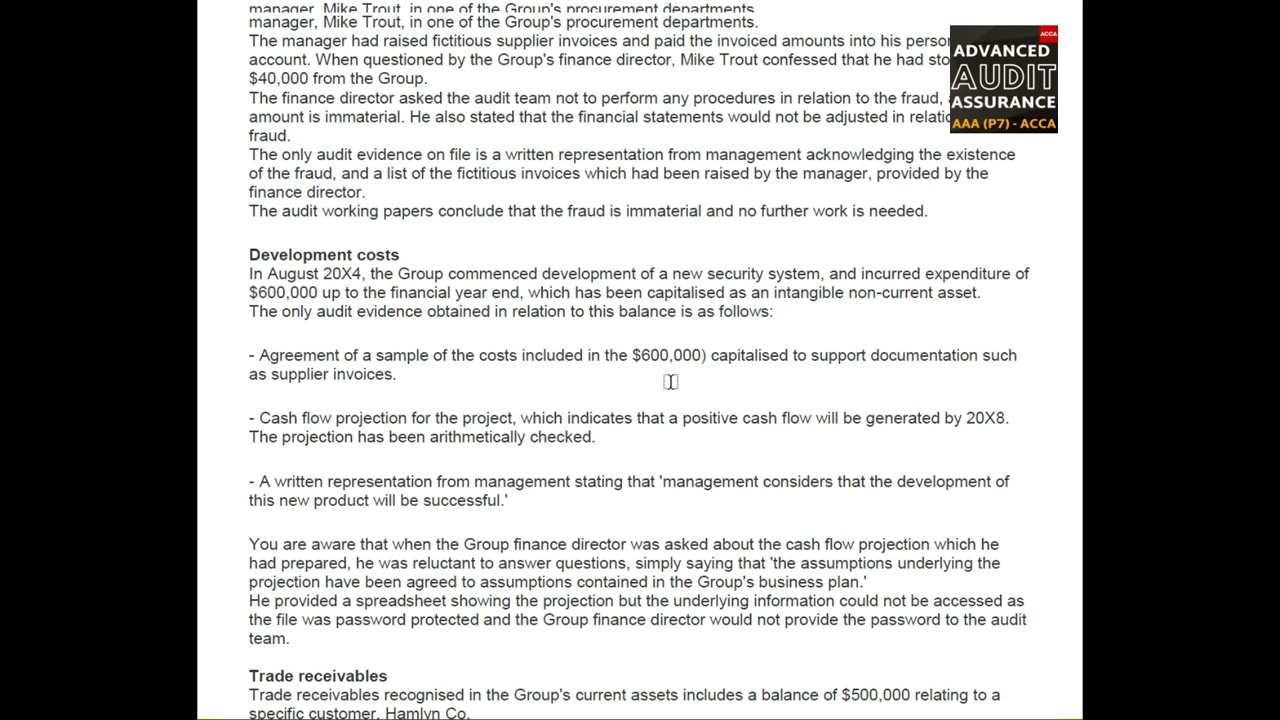 manager, Mike Trout, in one of the Group's procurement departments
manager, Mike Trout, in one of the Group's procurement departments.
The manager had raised fictitious supplier invoices and paid the invoiced amounts into his
account. When questioned by the Group's finance director, Mike Trout confessed that he had
$40,000 from the Group.
The finance director asked the audit team not to perform any procedures in relation to the fraud,
amount is immaterial. He also stated that the financial statements would not be adjusted in
fraud.
The only audit evidence on file is a written representation from management acknowledging the existence
of the fraud, and a list of the fictitious invoices which had been raised by the manager, provided by the
finance director.
The audit working papers conclude that the fraud is immaterial and no further work is needed.
ACCA
ADVANCED
AUDIT
ASSURANCE
AAA (P7) - ACCA
Development costs
In August 20X4, the Group commenced development of a new security system, and incurred expenditure of
$600,000 up to the financial year end, which has been capitalised as an intangible non-current asset.
The only audit evidence obtained in relation to this balance is as follows:
- Agreement of a sample of the costs included in the $600,000) capitalised to support documentation such
as supplier invoices.
- Cash flow projection for the project, which indicates that a positive cash flow will be generated by 20X8.
The projection has been arithmetically checked.
- A written representation from management stating that 'management considers that the development of
this new product will be successful.'
You are aware that when the Group finance director was asked about the cash flow projection which he
had prepared, he was reluctant to answer questions, simply saying that 'the assumptions underlying the
projection have been agreed to assumptions contained in the Group's business plan.'
He provided a spreadsheet showing the projection but the underlying information could not be accessed as
the file was password protected and the Group finance director would not provide the password to the audit
team.
Trade receivables
Trade receivables recognised in the Group's current assets includes a balance of $500,000 relating to a
specific customer, Hamlyn Co.